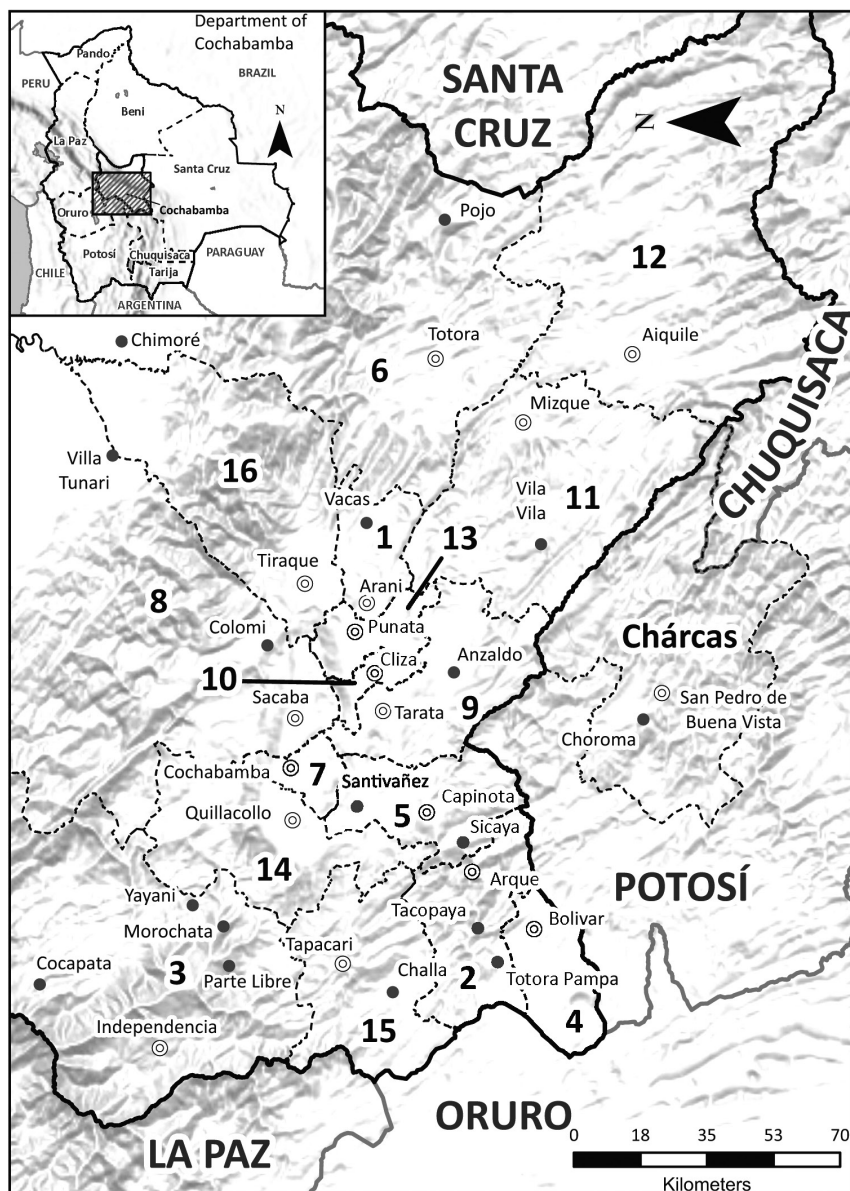 Department of
Cochabamba
PERU
Pando
BRAZIL
Beni
N
La Paz
Santa Cruz
Oruro
Cochabamba
Potosí
Chuquisaca
Tarija
PARAGUAY
CHILE
ARGENTINA
SANTA
CRUZ
N
Pojo
12
Chimoré
Totora
Aiquile
6
CHUQUISACA
Mizque
Villa
Tunari
16
Vacas
Vila
Vila
11
1
13
Tiraque
Arani
8
Colomi
Punata
Chárcas
Cliza
Anzaldo
10
Sacaba
Tarata
9
San Pedro de
Buena Vista
Choroma
Cochabamba
7
Santivañez
Capinota
Quillacollo
5
Sicaya
14
Arque
POTOSÍ
Yayani
Tacopaya
Bolivar
Morochata
Tapacari
Cocapata
3
Parte Libre
Challa
2
Totora Pampa
Independencia
15
4
ORURO
LA PAZ
0 18 35 53 70
Kilometers